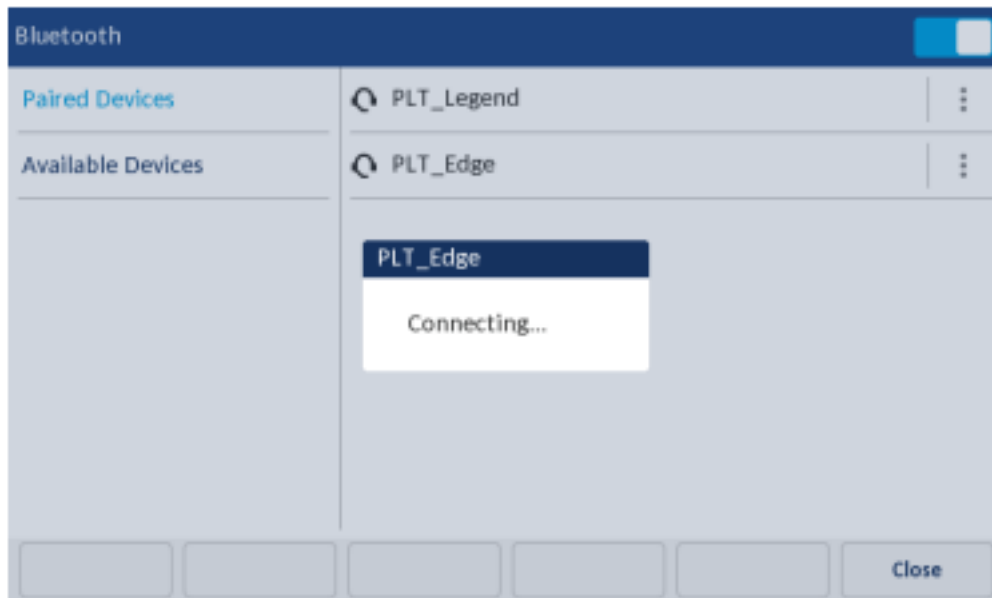 Bluetooth
Paired Devices
PLT_Legend
Available Devices
PLT_Edge
PLT_Edge
Connecting...
Close